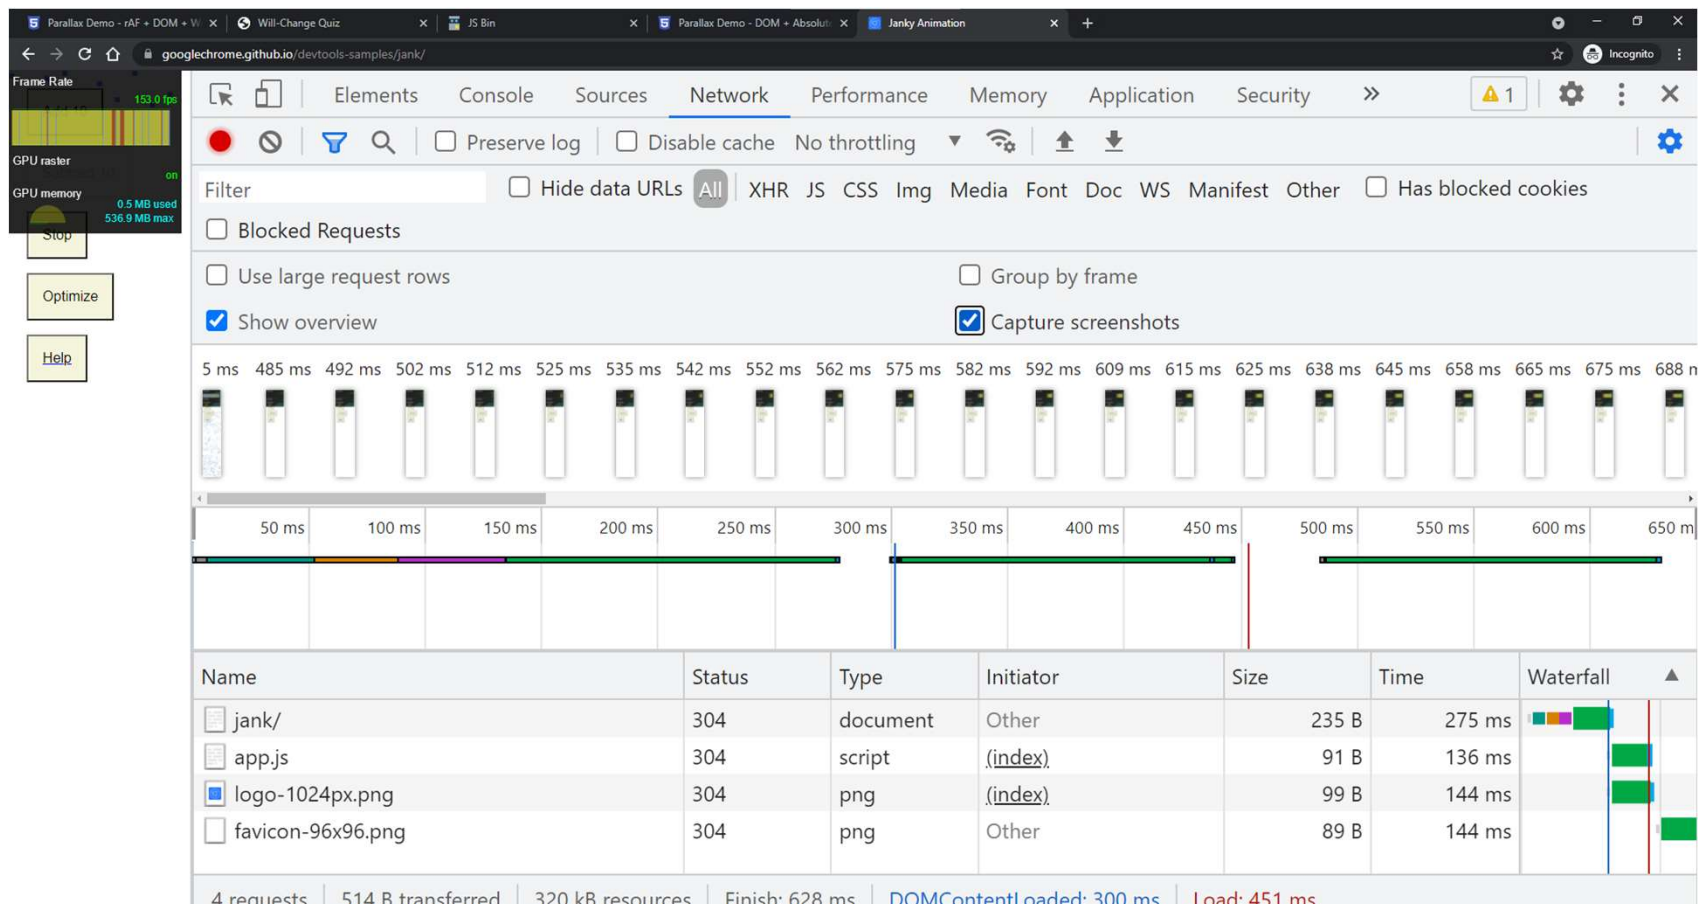 Parallax Demo - rAF + DOM + W
Will-Change Quiz
JS Bin
Parallax Demo - DOM + Absolut
Janky Animation
googlechrome.github.io/devtools-samples/jank/
Incognito
Frame Rate
153.0 fps
GPU raster
on
GPU memory
0.5 MB used
536.9 MB max
Stop
Optimize
Help
Elements Console Sources Network Performance Memory Application Security » 1
Preserve log Disable cache No throttling
Filter Hide data URLs All XHR JS CSS Img Media Font Doc WS Manifest Other Has blocked cookies
Blocked Requests
Use large request rows Group by frame
Show overview Capture screenshots
5 ms 485 ms 492 ms 502 ms 512 ms 525 ms 535 ms 542 ms 552 ms 562 ms 575 ms 582 ms 592 ms 609 ms 615 ms 625 ms 638 ms 645 ms 658 ms 665 ms 675 ms 688 m
50 ms 100 ms 150 ms 200 ms 250 ms 300 ms 350 ms 400 ms 450 ms 500 ms 550 ms 600 ms 650 m
Name Status Type Initiator Size Time Waterfall
jank/ 304 document Other 235 B 275 ms
app.js 304 script (index) 91 B 136 ms
logo-1024px.png 304 png (index) 99 B 144 ms
favicon-96x96.png 304 png Other 89 B 144 ms
4 requests 514 B transferred 320 kB resources Finish: 628 ms DOMContentLoaded: 300 ms Load: 451 ms